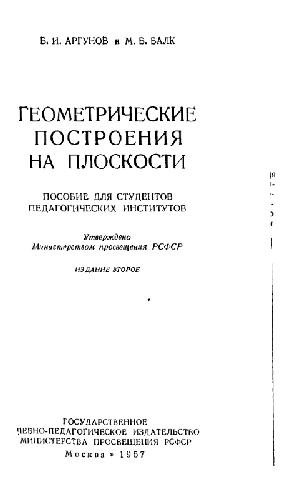 Б. И. АРГУНОВ и М. Б. БАЛК
ГЕОМЕТРИЧЕСКИЕ
ПОСТРОЕНИЯ
НА ПЛОСКОСТИ
ПОСОБИЕ ДЛЯ СТУДЕНТОВ
ПЕДАГОГИЧЕСКИХ ИНСТИТУТОВ
Утверждено
Министерством просвещения РСФСР
ИЗДАНИЕ ВТОРОЕ
ГОСУДАРСТВЕННОЕ
ЧЕБНО-ПЕДАГОГИЧЕСКОЕ ИЗДАТЕЛЬСТВО
МИНИСТЕРСТВА ПРОСВЕЩЕНИЯ РСФСР
Москва • 1957